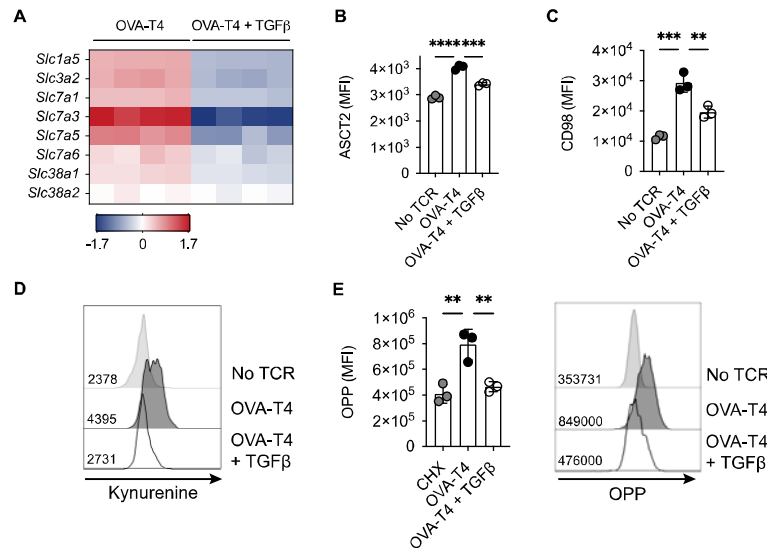 A
OVA-T4
OVA-T4 + TGFβ
Slc1a5
Slc3a2
Slc7a1
Slc7a3
Slc7a5
Slc7a6
Slc38a1
Slc38a2
-1.7
0
1.7
B
**** ***
ASCT2 (MFI)
4×10³
3×10³
2×10³
1×10³
No TCR
OVA-T4
OVA-T4 + TGFβ
C
*** **
CD98 (MFI)
4×10⁴
3×10⁴
2×10⁴
1×10⁴
0
No TCR
OVA-T4
OVA-T4 + TGFβ
D
2378
No TCR
4395
OVA-T4
2731
OVA-T4
+ TGFβ
Kynurenine
E
** **
OPP (MFI)
1×10⁶
8×10⁵
6×10⁵
4×10⁵
2×10⁵
0
CHX
OVA-T4
OVA-T4 + TGFβ
353731
No TCR
849000
OVA-T4
476000
OVA-T4
+ TGFβ
OPP